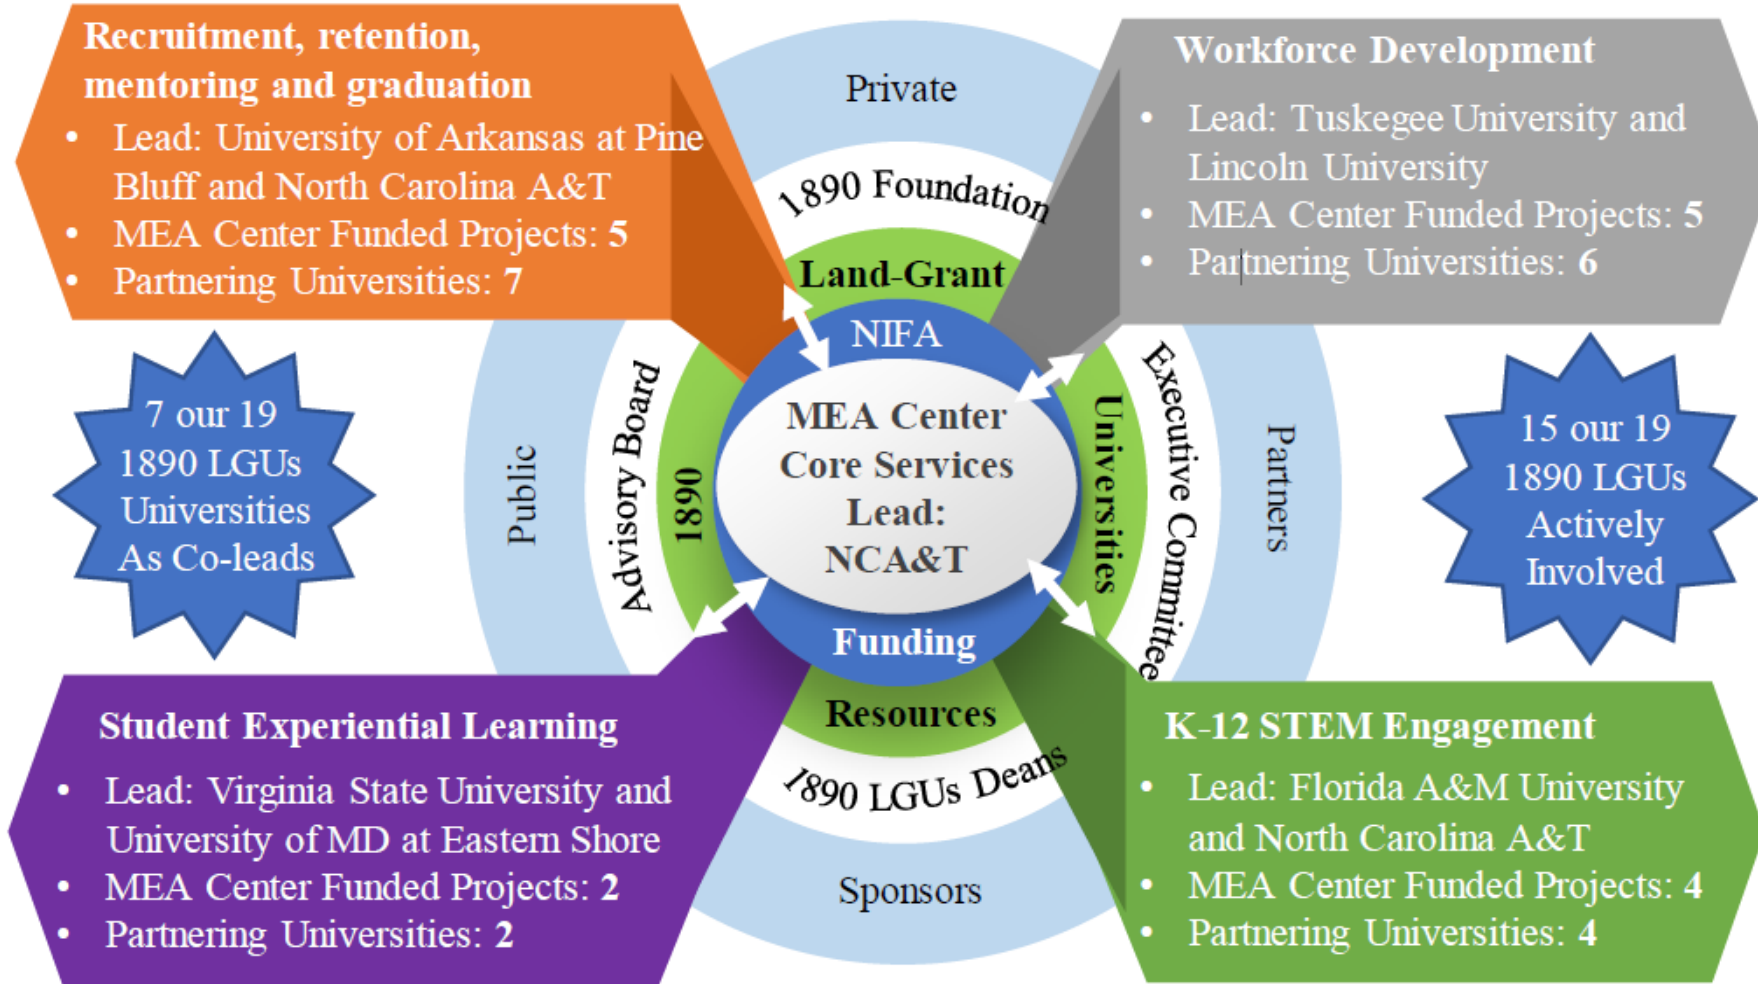 Recruitment, retention,
mentoring and graduation
• Lead: University of Arkansas at Pine
Bluff and North Carolina A&T
• MEA Center Funded Projects: 5
• Partnering Universities: 7
Workforce Development
• Lead: Tuskegee University and
Lincoln University
• MEA Center Funded Projects: 5
• Partnering Universities: 6
Private
1890 Foundation
Land-Grant
NIFA
MEA Center
Core Services
Lead:
NCA&T
Funding
Resources
1890 LGUs Deans
Sponsors
Public
Advisory Board
1890
Universities
Executive Committee
Partners
7 our 19
1890 LGUs
Universities
As Co-leads
15 our 19
1890 LGUs
Actively
Involved
Student Experiential Learning
• Lead: Virginia State University and
University of MD at Eastern Shore
• MEA Center Funded Projects: 2
• Partnering Universities: 2
K-12 STEM Engagement
• Lead: Florida A&M University
and North Carolina A&T
• MEA Center Funded Projects: 4
• Partnering Universities: 4